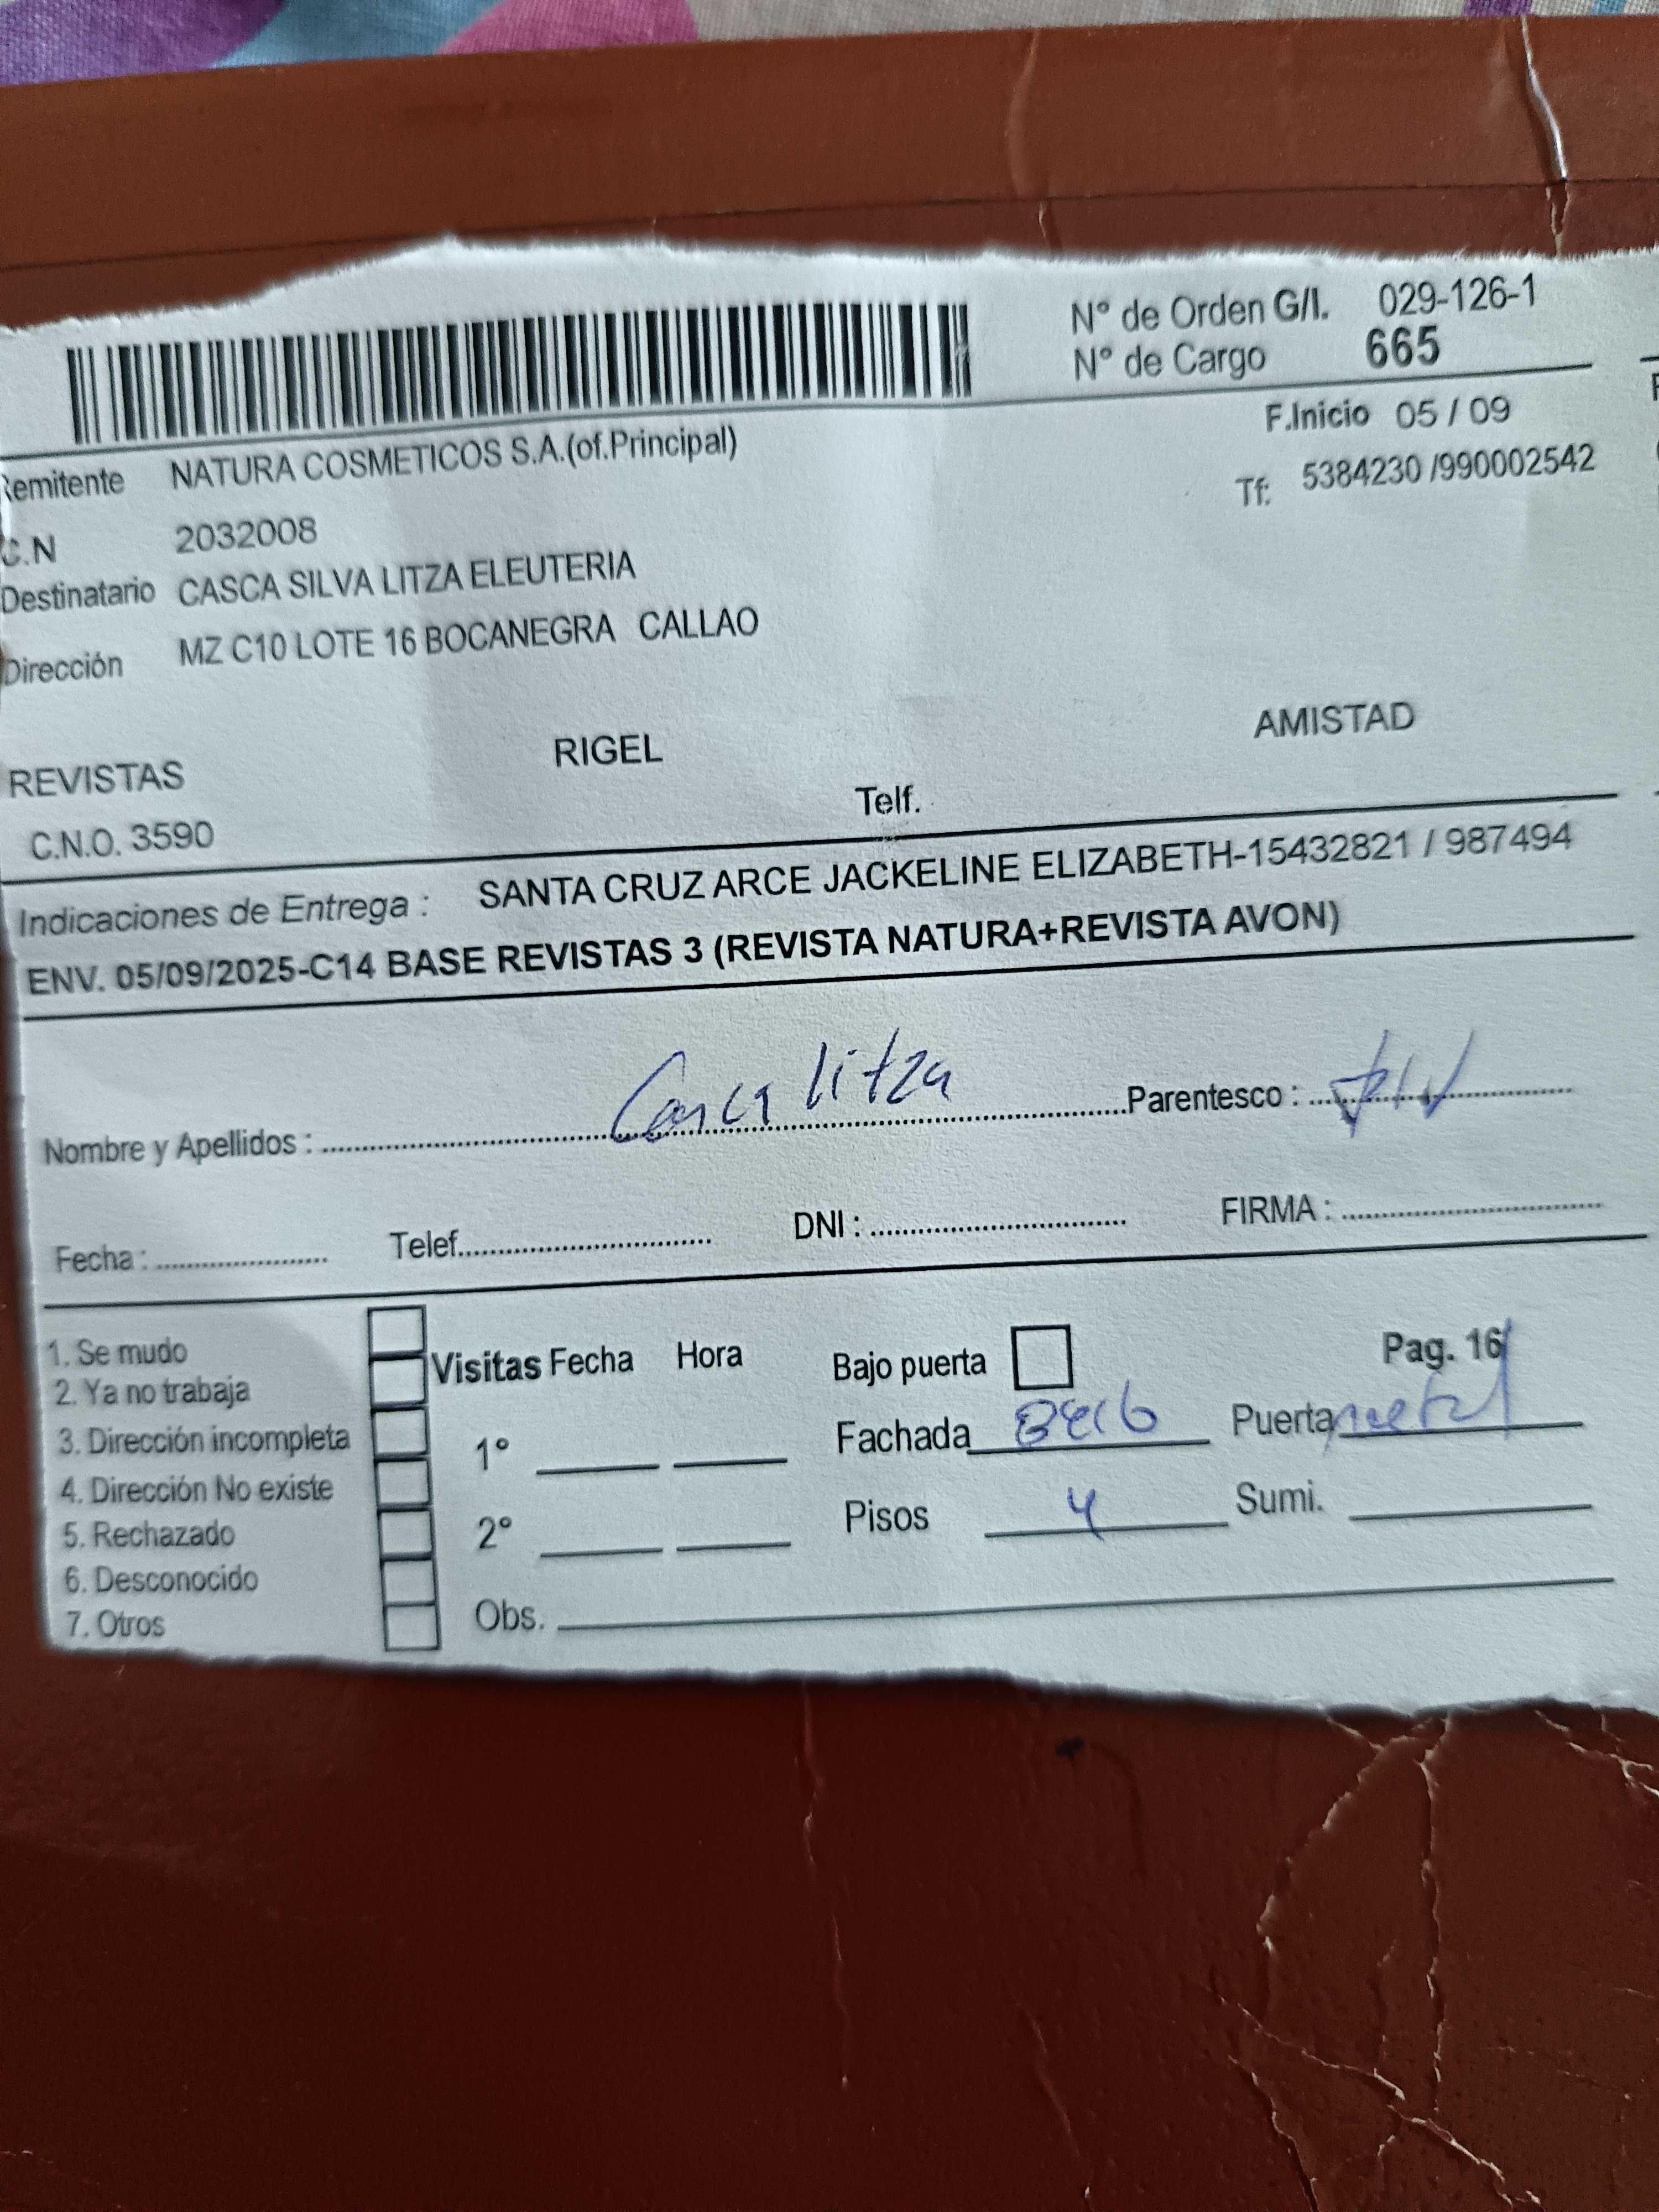 N° de Orden G/I. 029-126-1
N° de Cargo 665
F.Inicio 05 / 09
Remitente NATURA COSMETICOS S.A.(of.Principal)
Tf: 5384230 /990002542
C.N 2032008
Destinatario CASCA SILVA LITZA ELEUTERIA
Dirección MZ C10 LOTE 16 BOCANEGRA CALLAO
REVISTAS RIGEL AMISTAD
C.N.O. 3590 Telf.
Indicaciones de Entrega : SANTA CRUZ ARCE JACKELINE ELIZABETH-15432821 / 987494
ENV. 05/09/2025-C14 BASE REVISTAS 3 (REVISTA NATURA+REVISTA AVON)
Nombre y Apellidos : Casca litza Parentesco :
Fecha : Telef. DNI : FIRMA :
1. Se mudo
2. Ya no trabaja
3. Dirección incompleta
4. Dirección No existe
5. Rechazado
6. Desconocido
7. Otros
Visitas Fecha Hora
1°
2°
Obs.
Bajo puerta Pag. 16
Fachada Puerta metal
Pisos 4 Sumi.